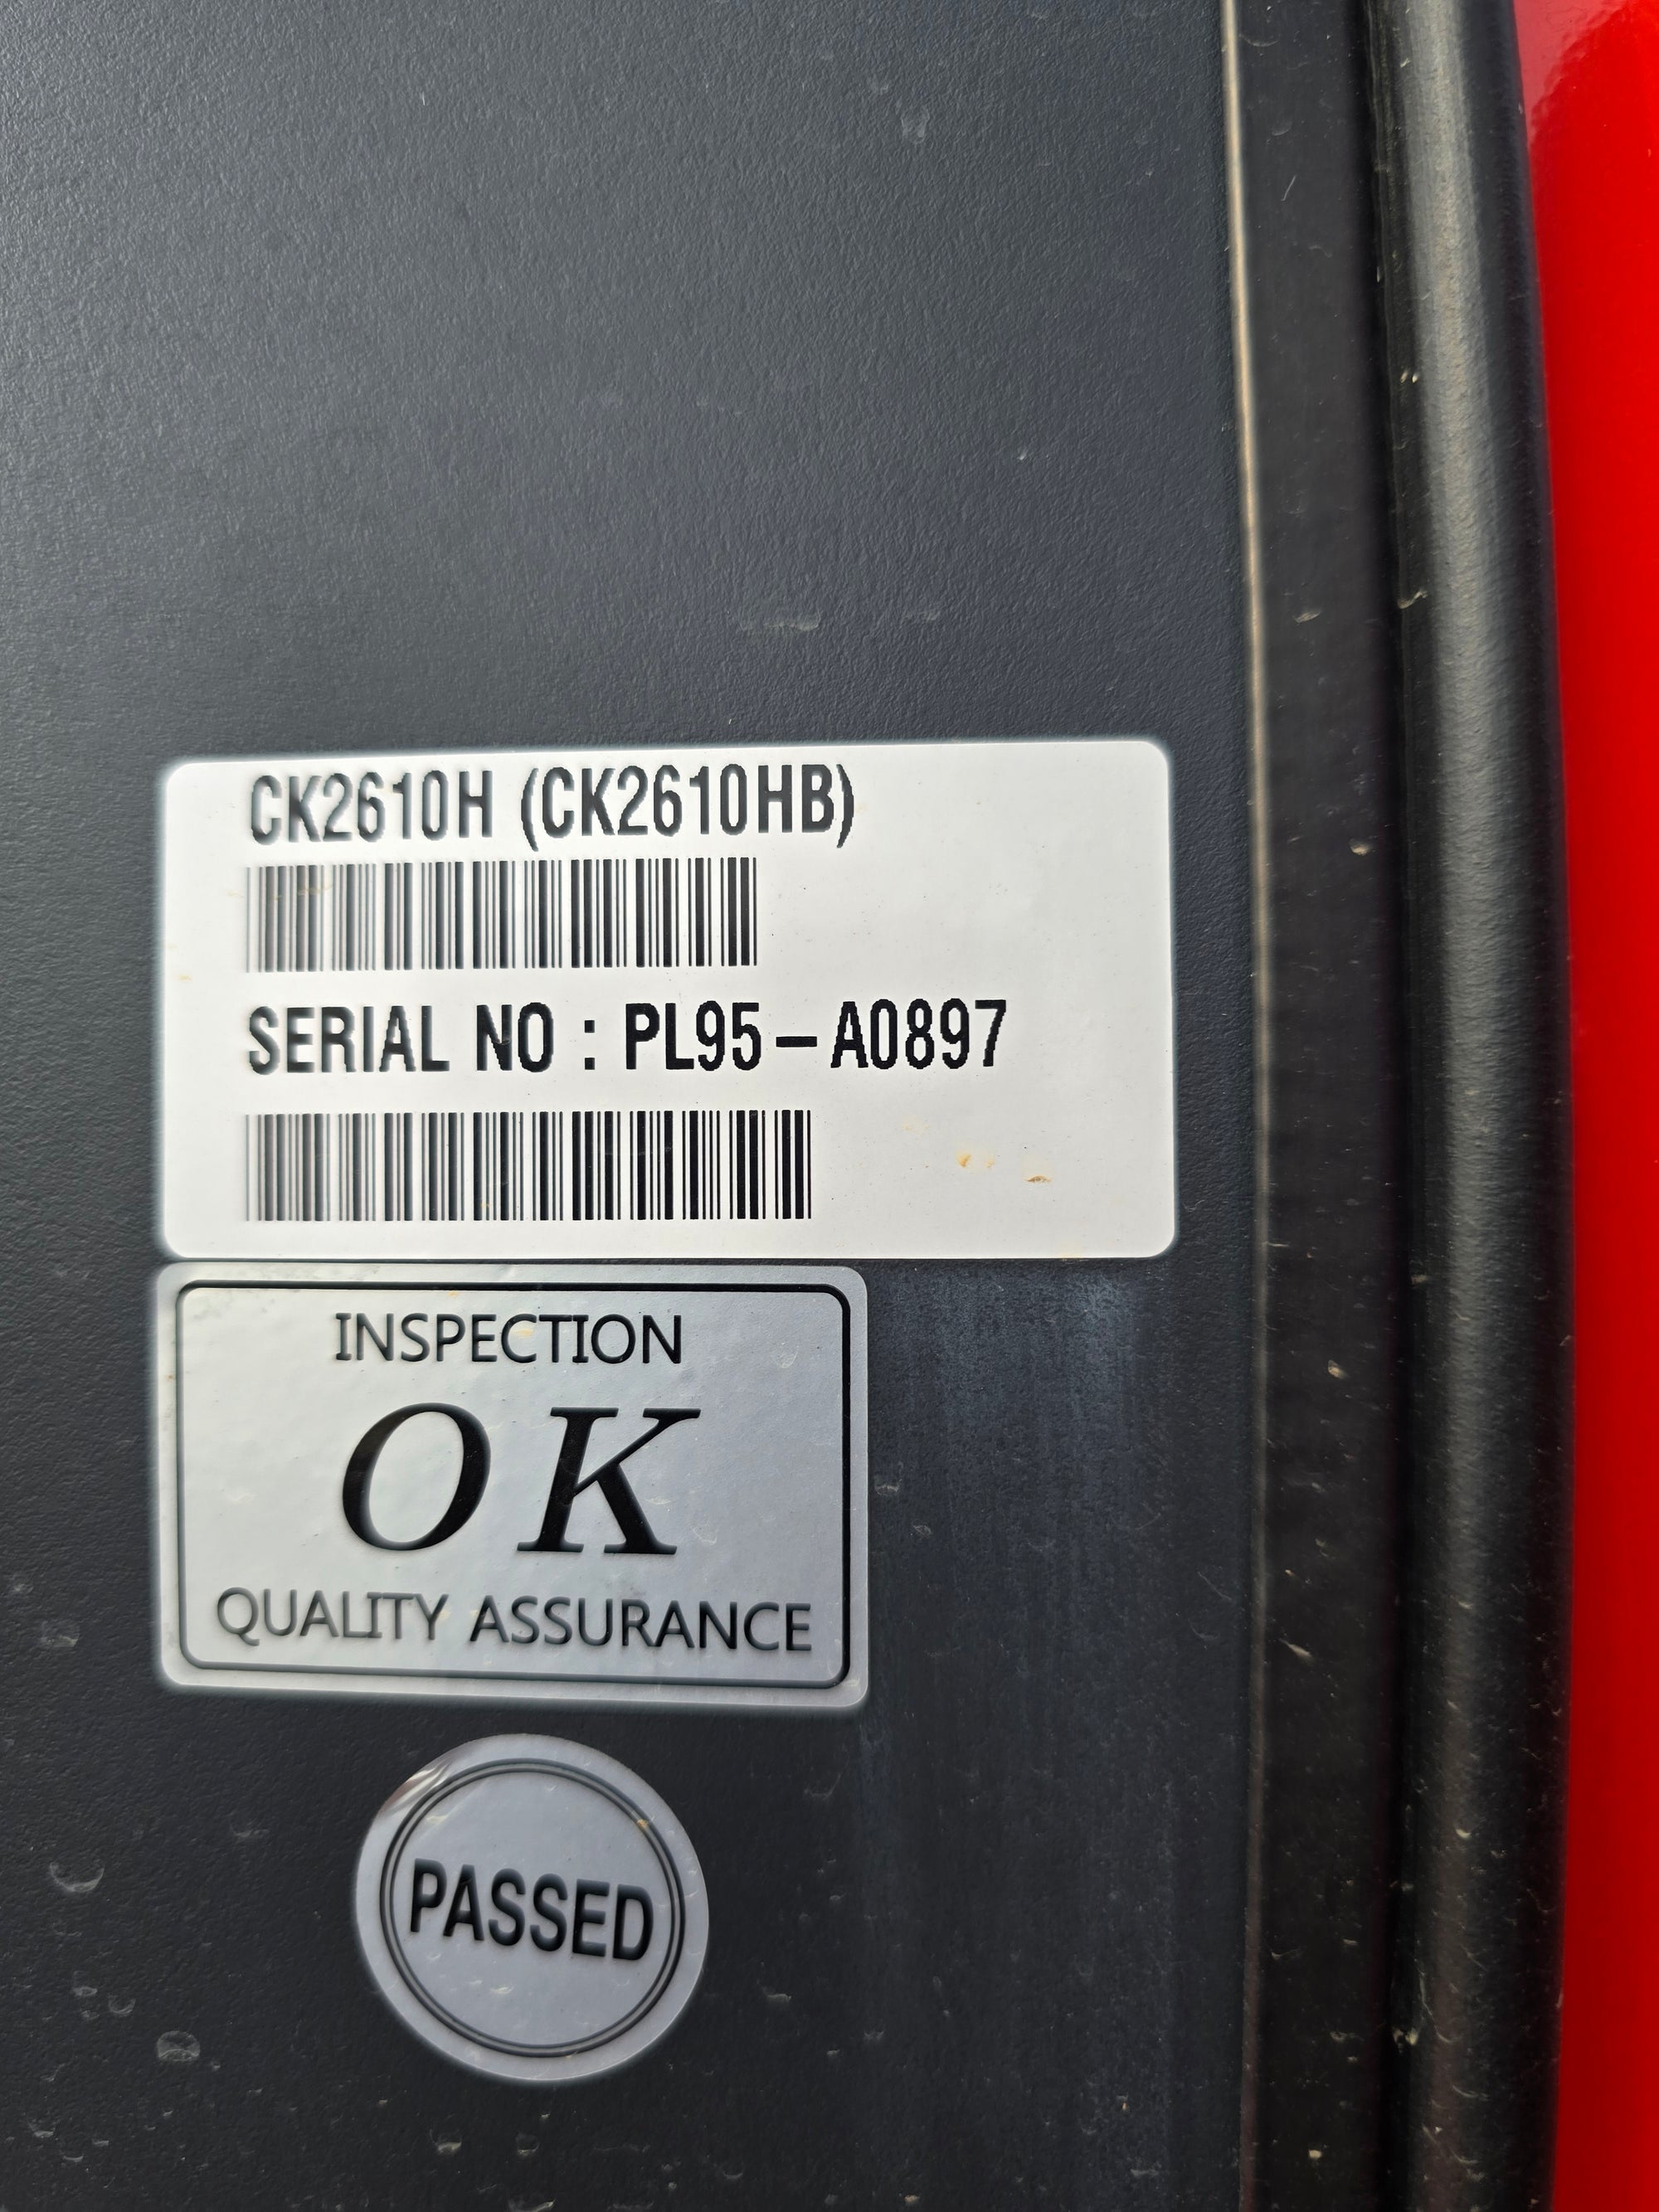 CK2610H (CK2610HB)
SERIAL NO : PL95-A0897
INSPECTION
OK
QUALITY ASSURANCE
PASSED